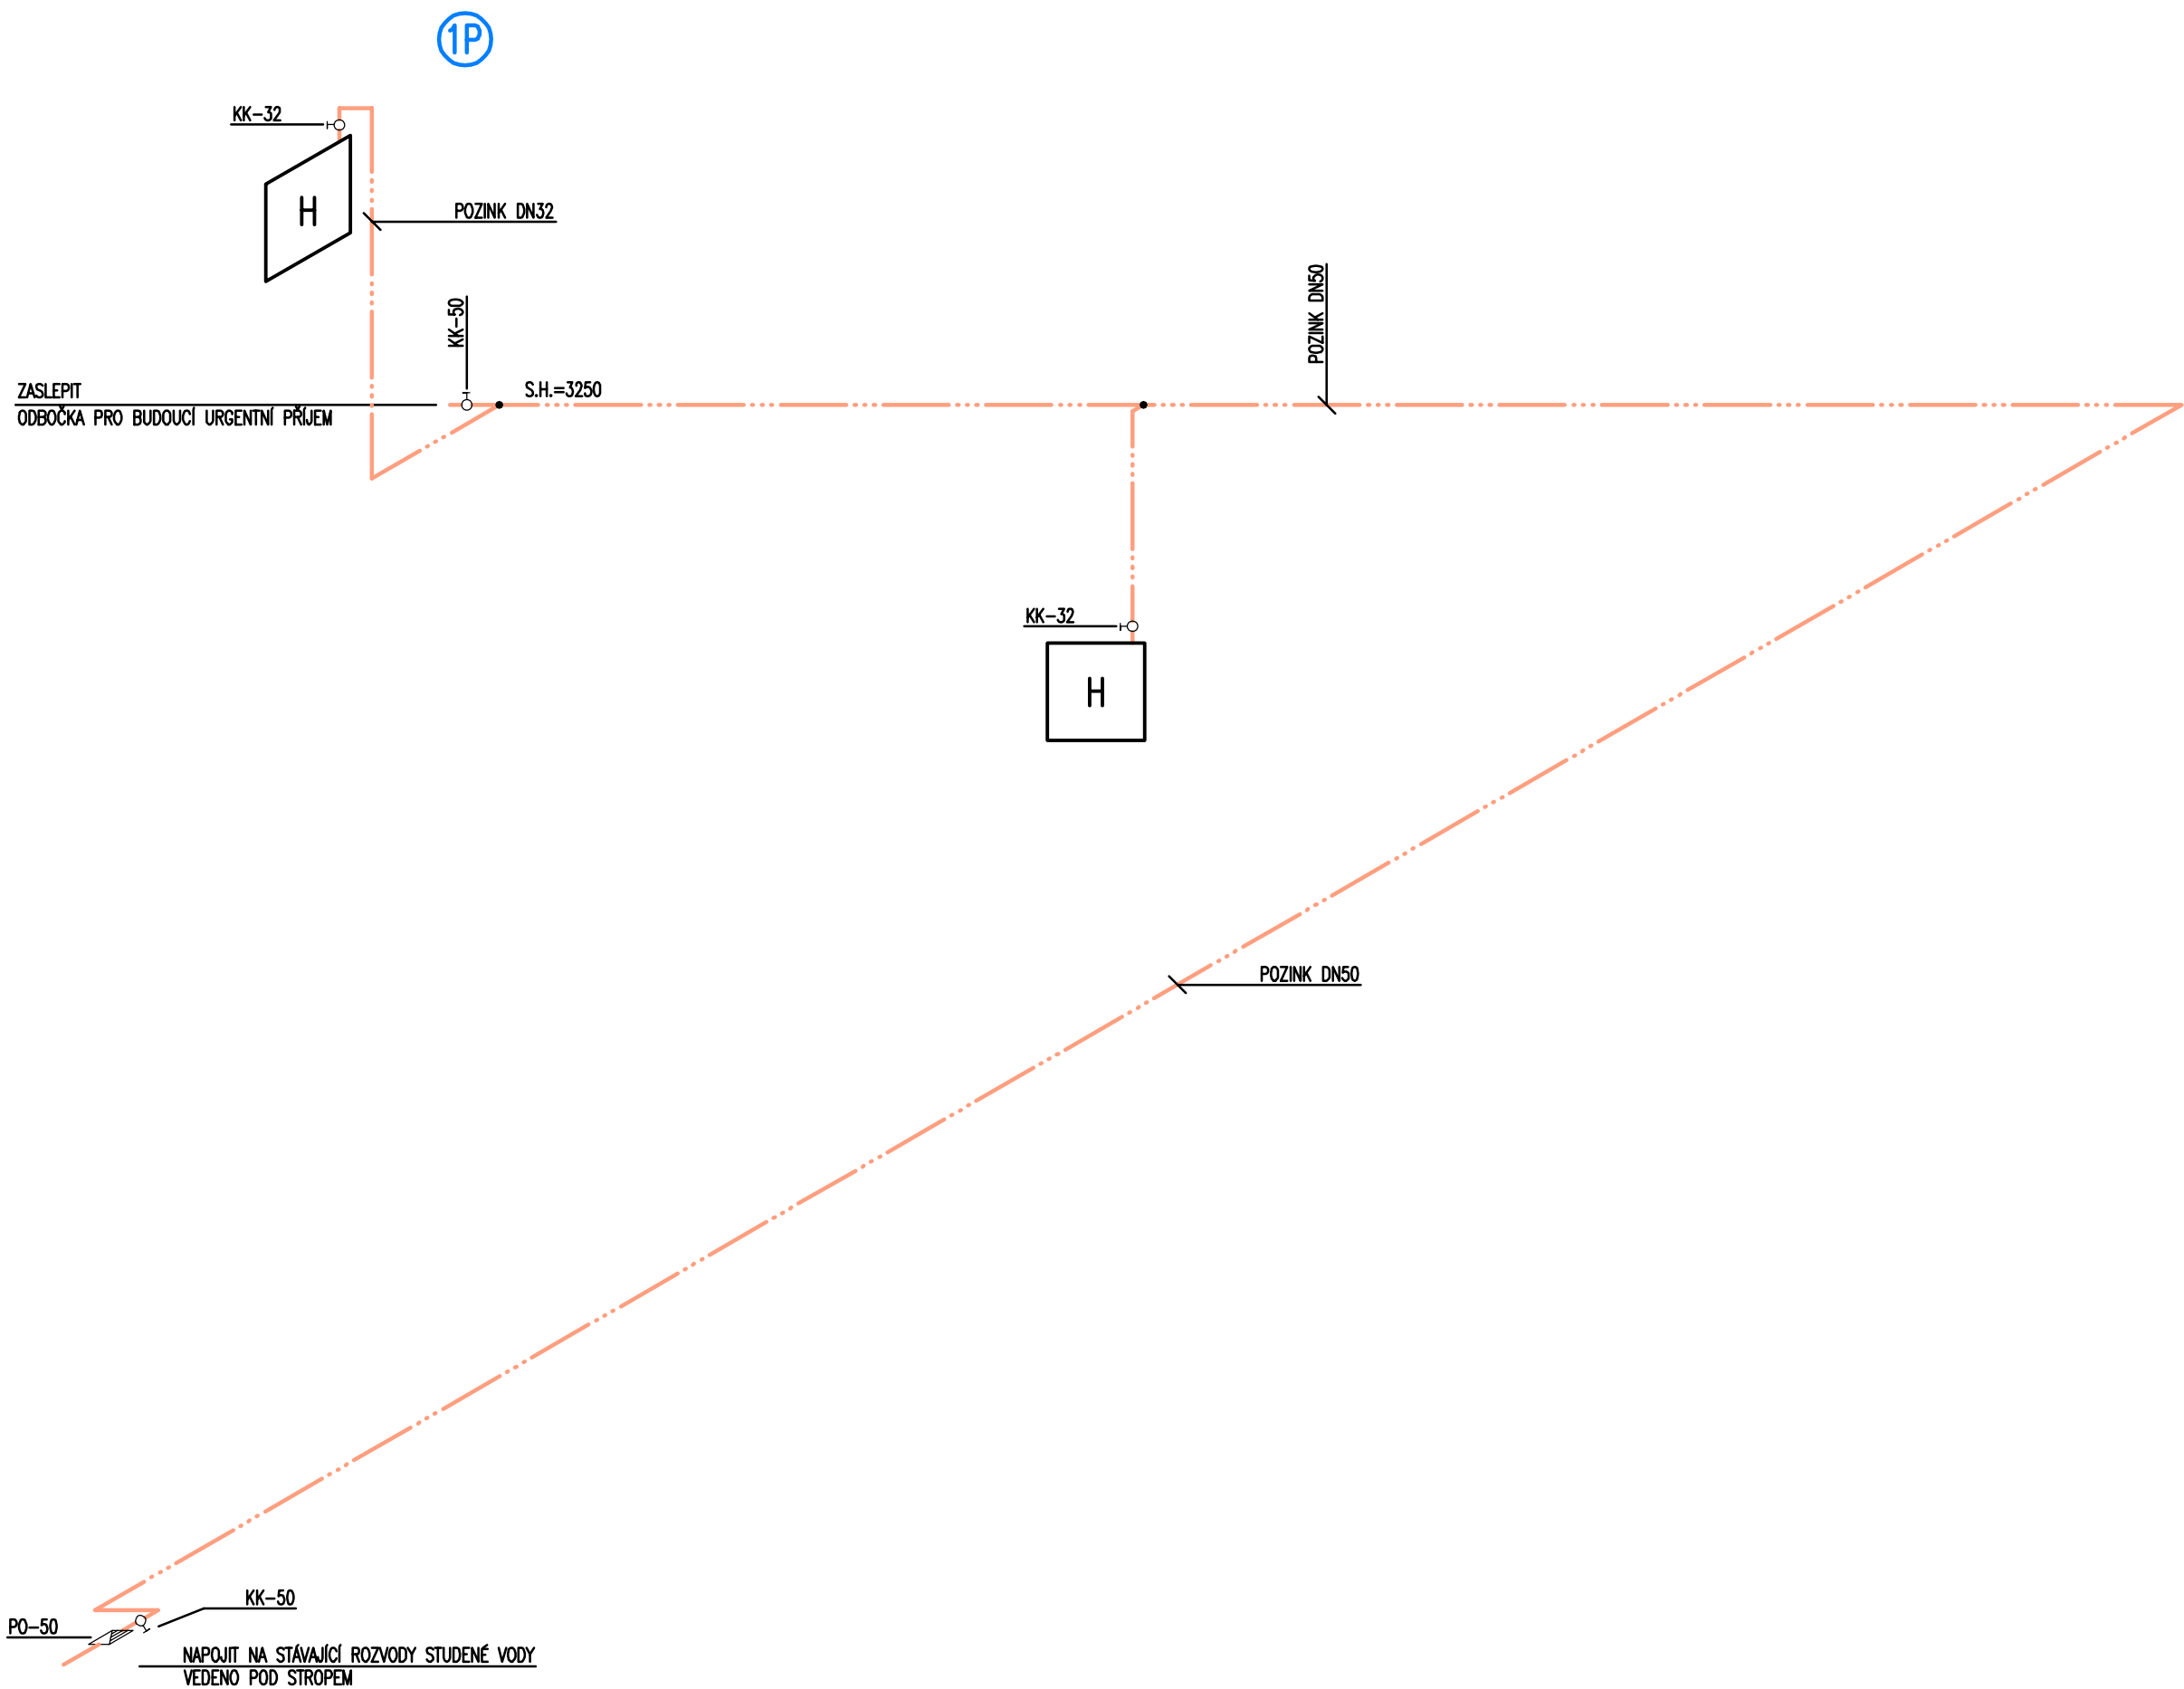 1P
KK-32
H
POZINK DN32
POZINK DN50
KK-50
ZASLEPIT
ODBOČKA PRO BUDOUCÍ URGENTNÍ PŘÍJEM
S.H.=3250
KK-32
H
POZINK DN50
KK-50
PO-50
NAPOJIT NA STÁVAJÍCÍ ROZVODY STUDENÉ VODY
VEDENO POD STROPEM